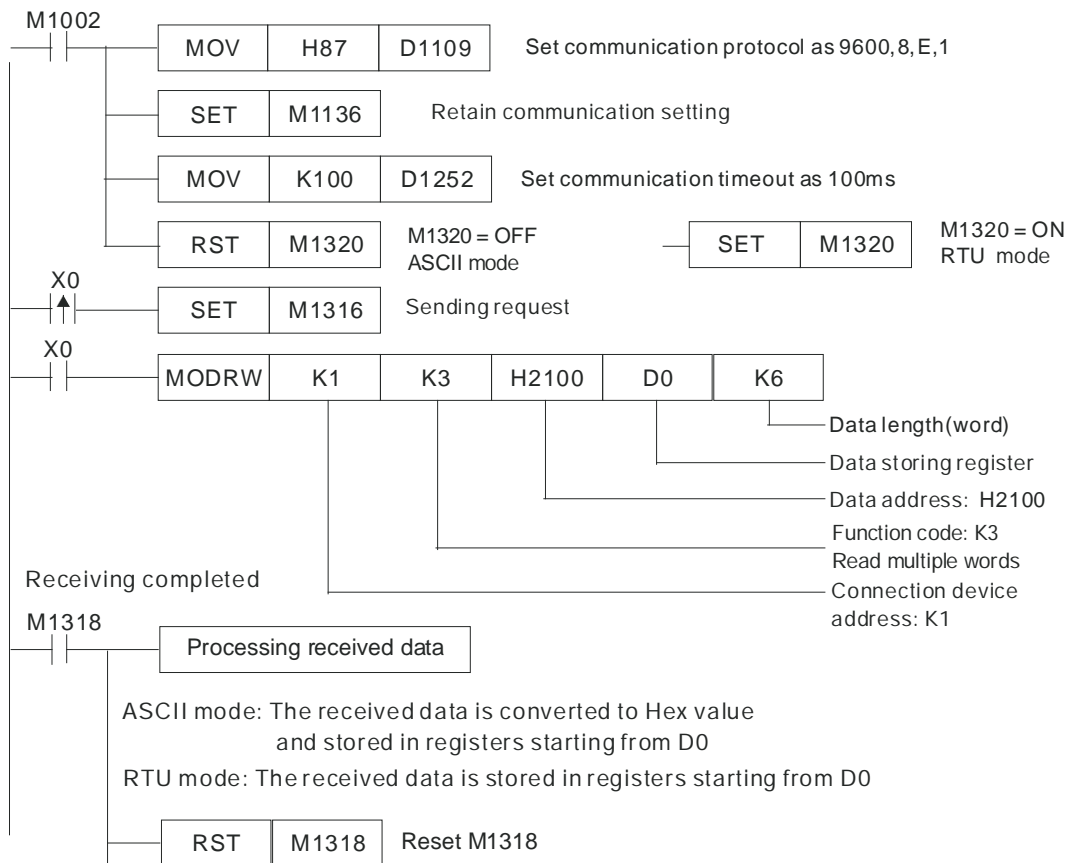 M1002
MOV H87 D1109 Set communication protocol as 9600,8,E,1
SET M1136 Retain communication setting
MOV K100 D1252 Set communication timeout as 100ms
RST M1320 M1320 = OFF
ASCII mode
SET M1320 M1320 = ON
RTU mode
X0
SET M1316 Sending request
X0
MODRW K1 K3 H2100 D0 K6
Data length(word)
Data storing register
Data address: H2100
Function code: K3
Read multiple words
Connection device
address: K1
Receiving completed
M1318
Processing received data
ASCII mode: The received data is converted to Hex value
and stored in registers starting from D0
RTU mode: The received data is stored in registers starting from D0
RST M1318 Reset M1318